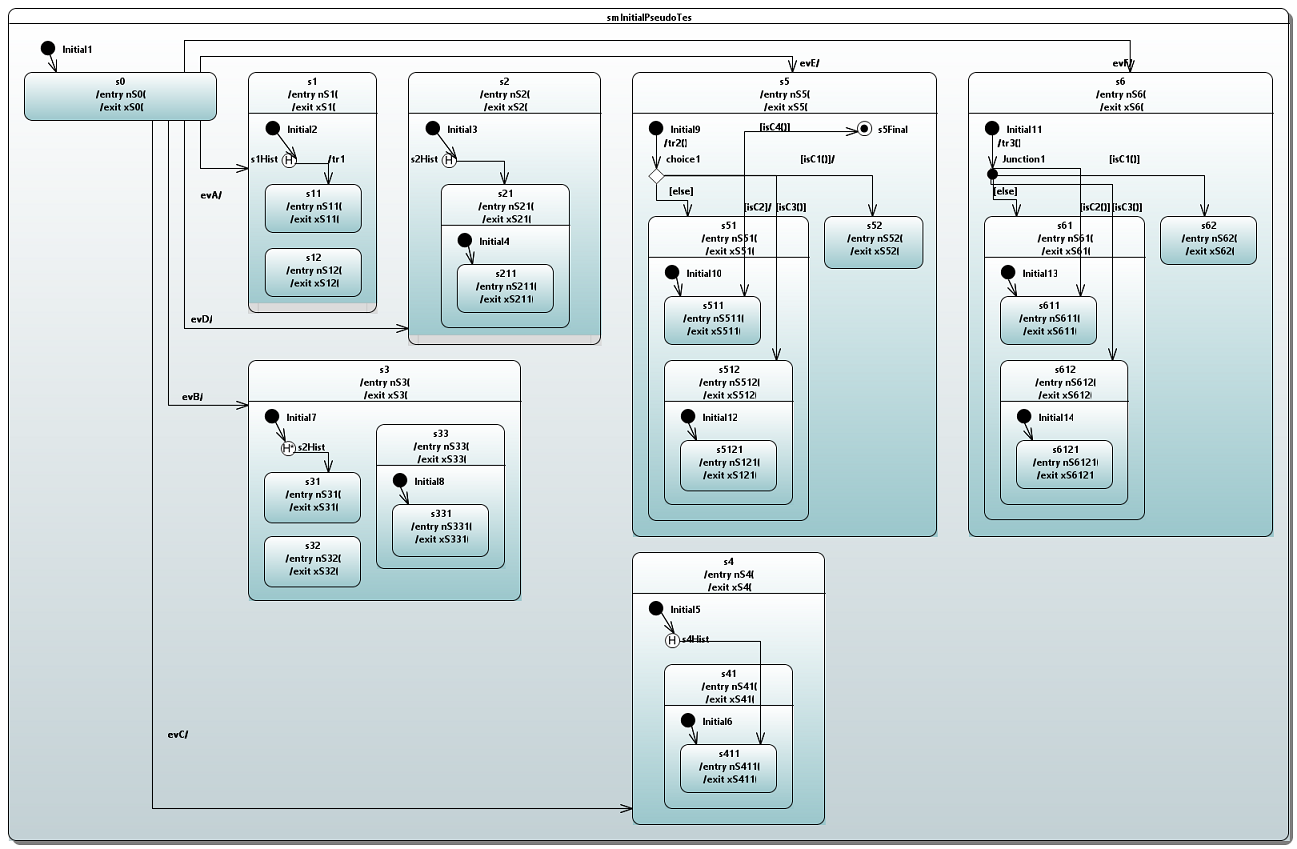 sm InitialPseudoTes
Initial1
s0
/entry nS0(
/exit xS0(
evA/
evD/
evB/
evC/
evE/
evF/
s1
/entry nS1(
/exit xS1(
Initial2
s1Hist
H
/tr1
s11
/entry nS11(
/exit xS11(
s12
/entry nS12(
/exit xS12(
s2
/entry nS2(
/exit xS2(
Initial3
s2Hist
H
s21
/entry nS21(
/exit xS21(
Initial4
s211
/entry nS211(
/exit xS211(
s3
/entry nS3(
/exit xS3(
Initial7
H*
s2Hist
s31
/entry nS31(
/exit xS31(
s32
/entry nS32(
/exit xS32(
s33
/entry nS33(
/exit xS33(
Initial8
s331
/entry nS331(
/exit xS331(
s5
/entry nS5(
/exit xS5(
Initial9
/tr2()
choice1
[isC4()]/
s5Final
[isC1()]/
[else]
[isC2]/
[isC3()]
s51
/entry nS51(
/exit xS51(
Initial10
s511
/entry nS511(
/exit xS511(
s512
/entry nS512(
/exit xS512(
Initial12
s5121
/entry nS121(
/exit xS121(
s52
/entry nS52(
/exit xS52(
s6
/entry nS6(
/exit xS6(
Initial11
/tr3()
Junction1
[isC1()]
[else]
[isC2()]
[isC3()]
s61
/entry nS61(
/exit xS61(
Initial13
s611
/entry nS611(
/exit xS611
s612
/entry nS612(
/exit xS612(
Initial14
s6121
/entry nS6121(
/exit xS6121
s62
/entry nS62(
/exit xS62(
s4
/entry nS4(
/exit xS4(
Initial5
H
s4Hist
s41
/entry nS41(
/exit xS41(
Initial6
s411
/entry nS411(
/exit xS411(